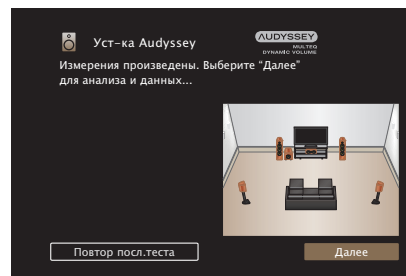 Уст-ка Audyssey
AUDYSSEY
MULTEQ
DYNAMIC VOLUME
Измерения произведены. Выберите “Далее”
для анализа и данных...
Повтор посл.теста
Далее